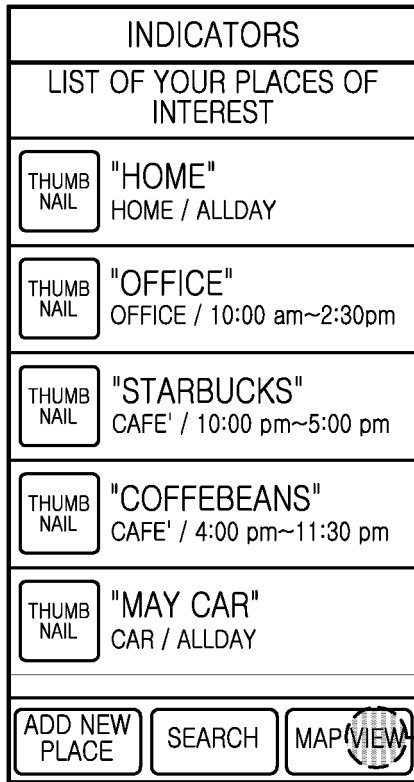 INDICATORS
LIST OF YOUR PLACES OF
INTEREST
THUMB
NAIL
"HOME"
HOME / ALLDAY
THUMB
NAIL
"OFFICE"
OFFICE / 10:00 am~2:30pm
THUMB
NAIL
"STARBUCKS"
CAFE' / 10:00 pm~5:00 pm
THUMB
NAIL
"COFFEBEANS"
CAFE' / 4:00 pm~11:30 pm
THUMB
NAIL
"MAY CAR"
CAR / ALLDAY
ADD NEW
PLACE
SEARCH
MAP VIEW